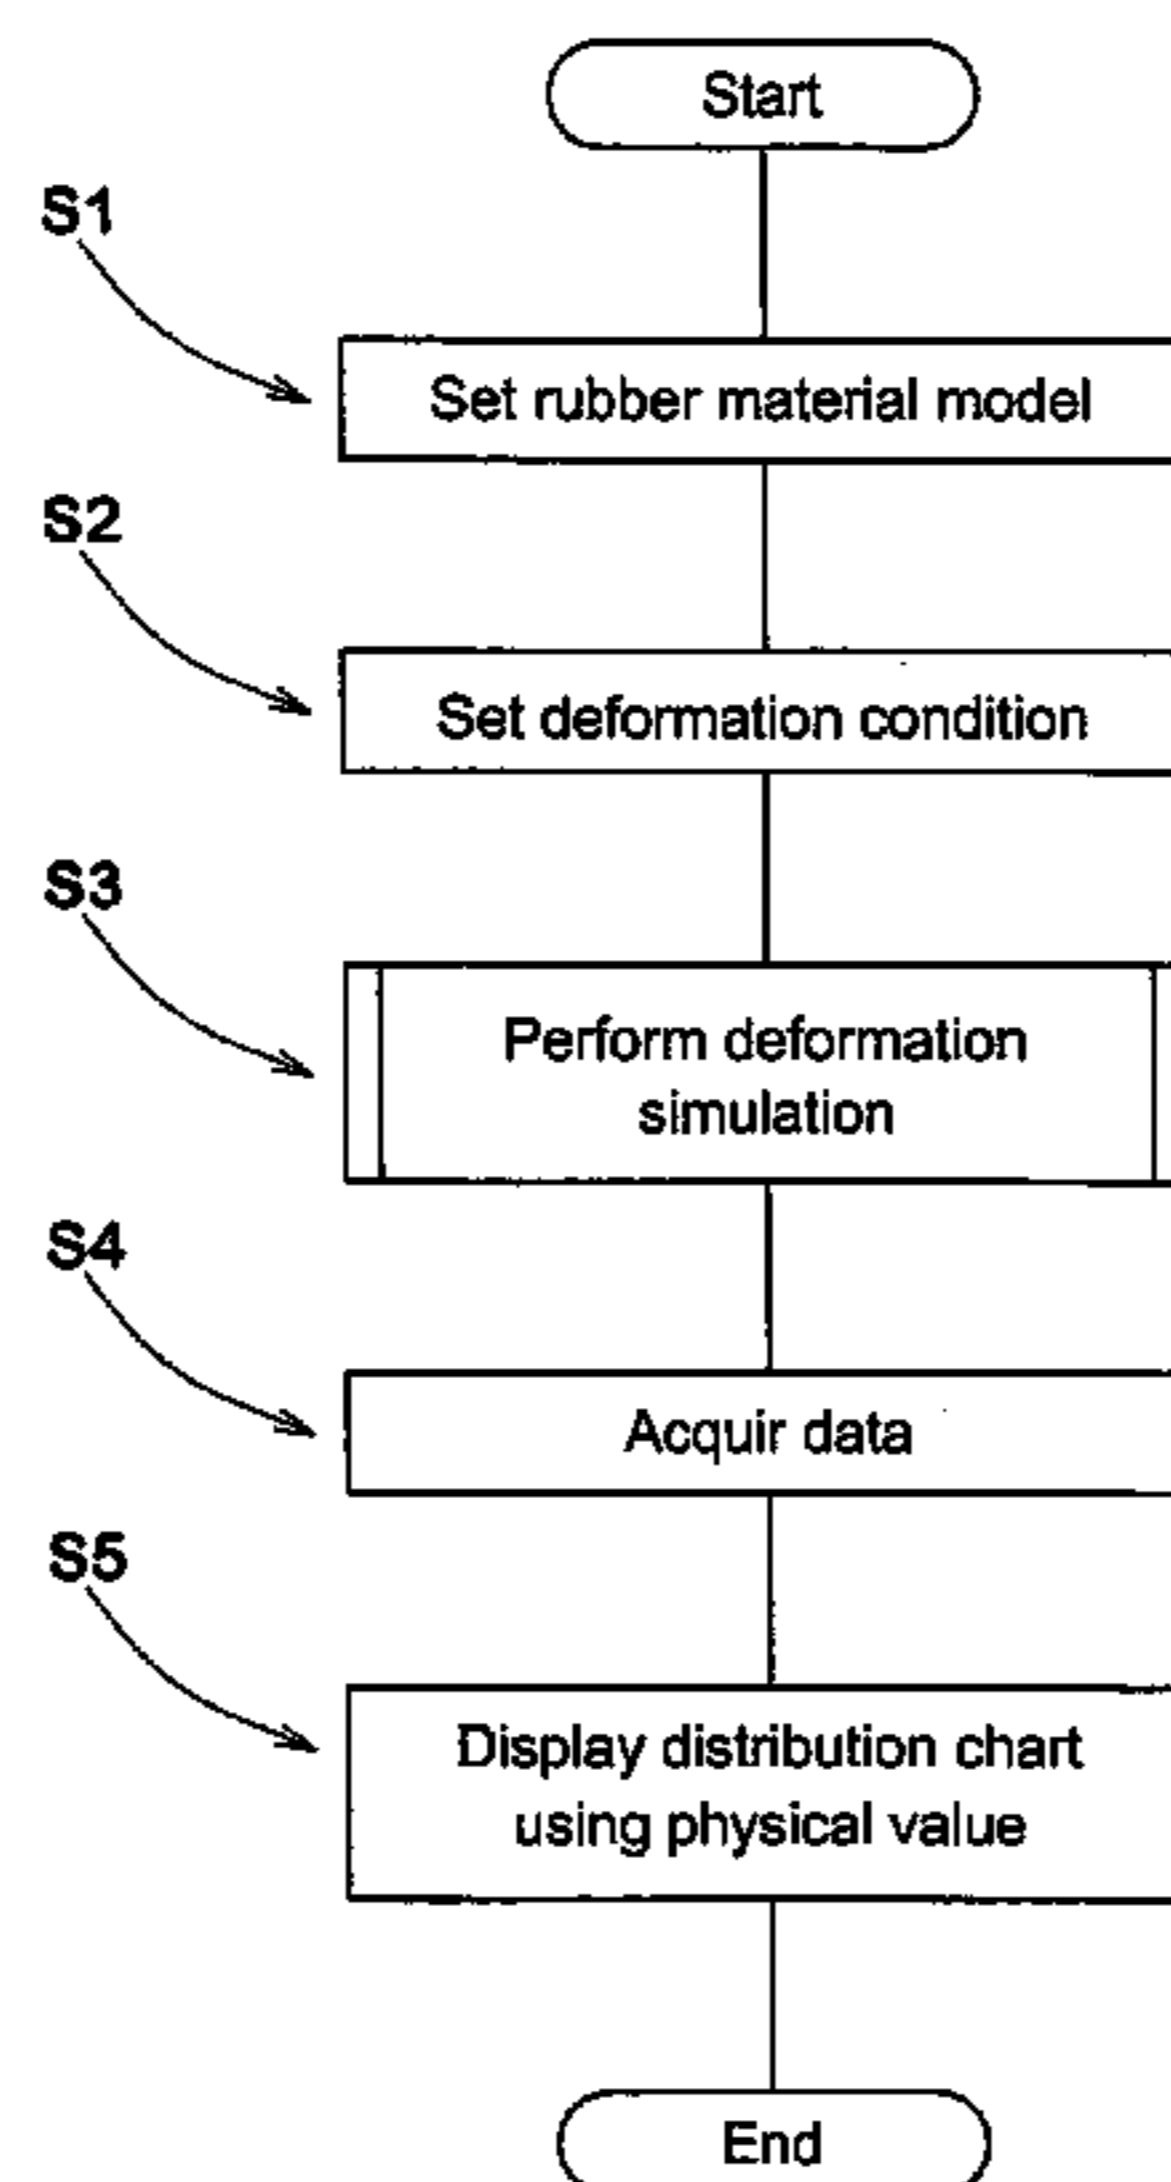 Start
S1
Set rubber material model
S2
Set deformation condition
S3
Perform deformation
simulation
S4
Acquir data
S5
Display distribution chart
using physical value
End